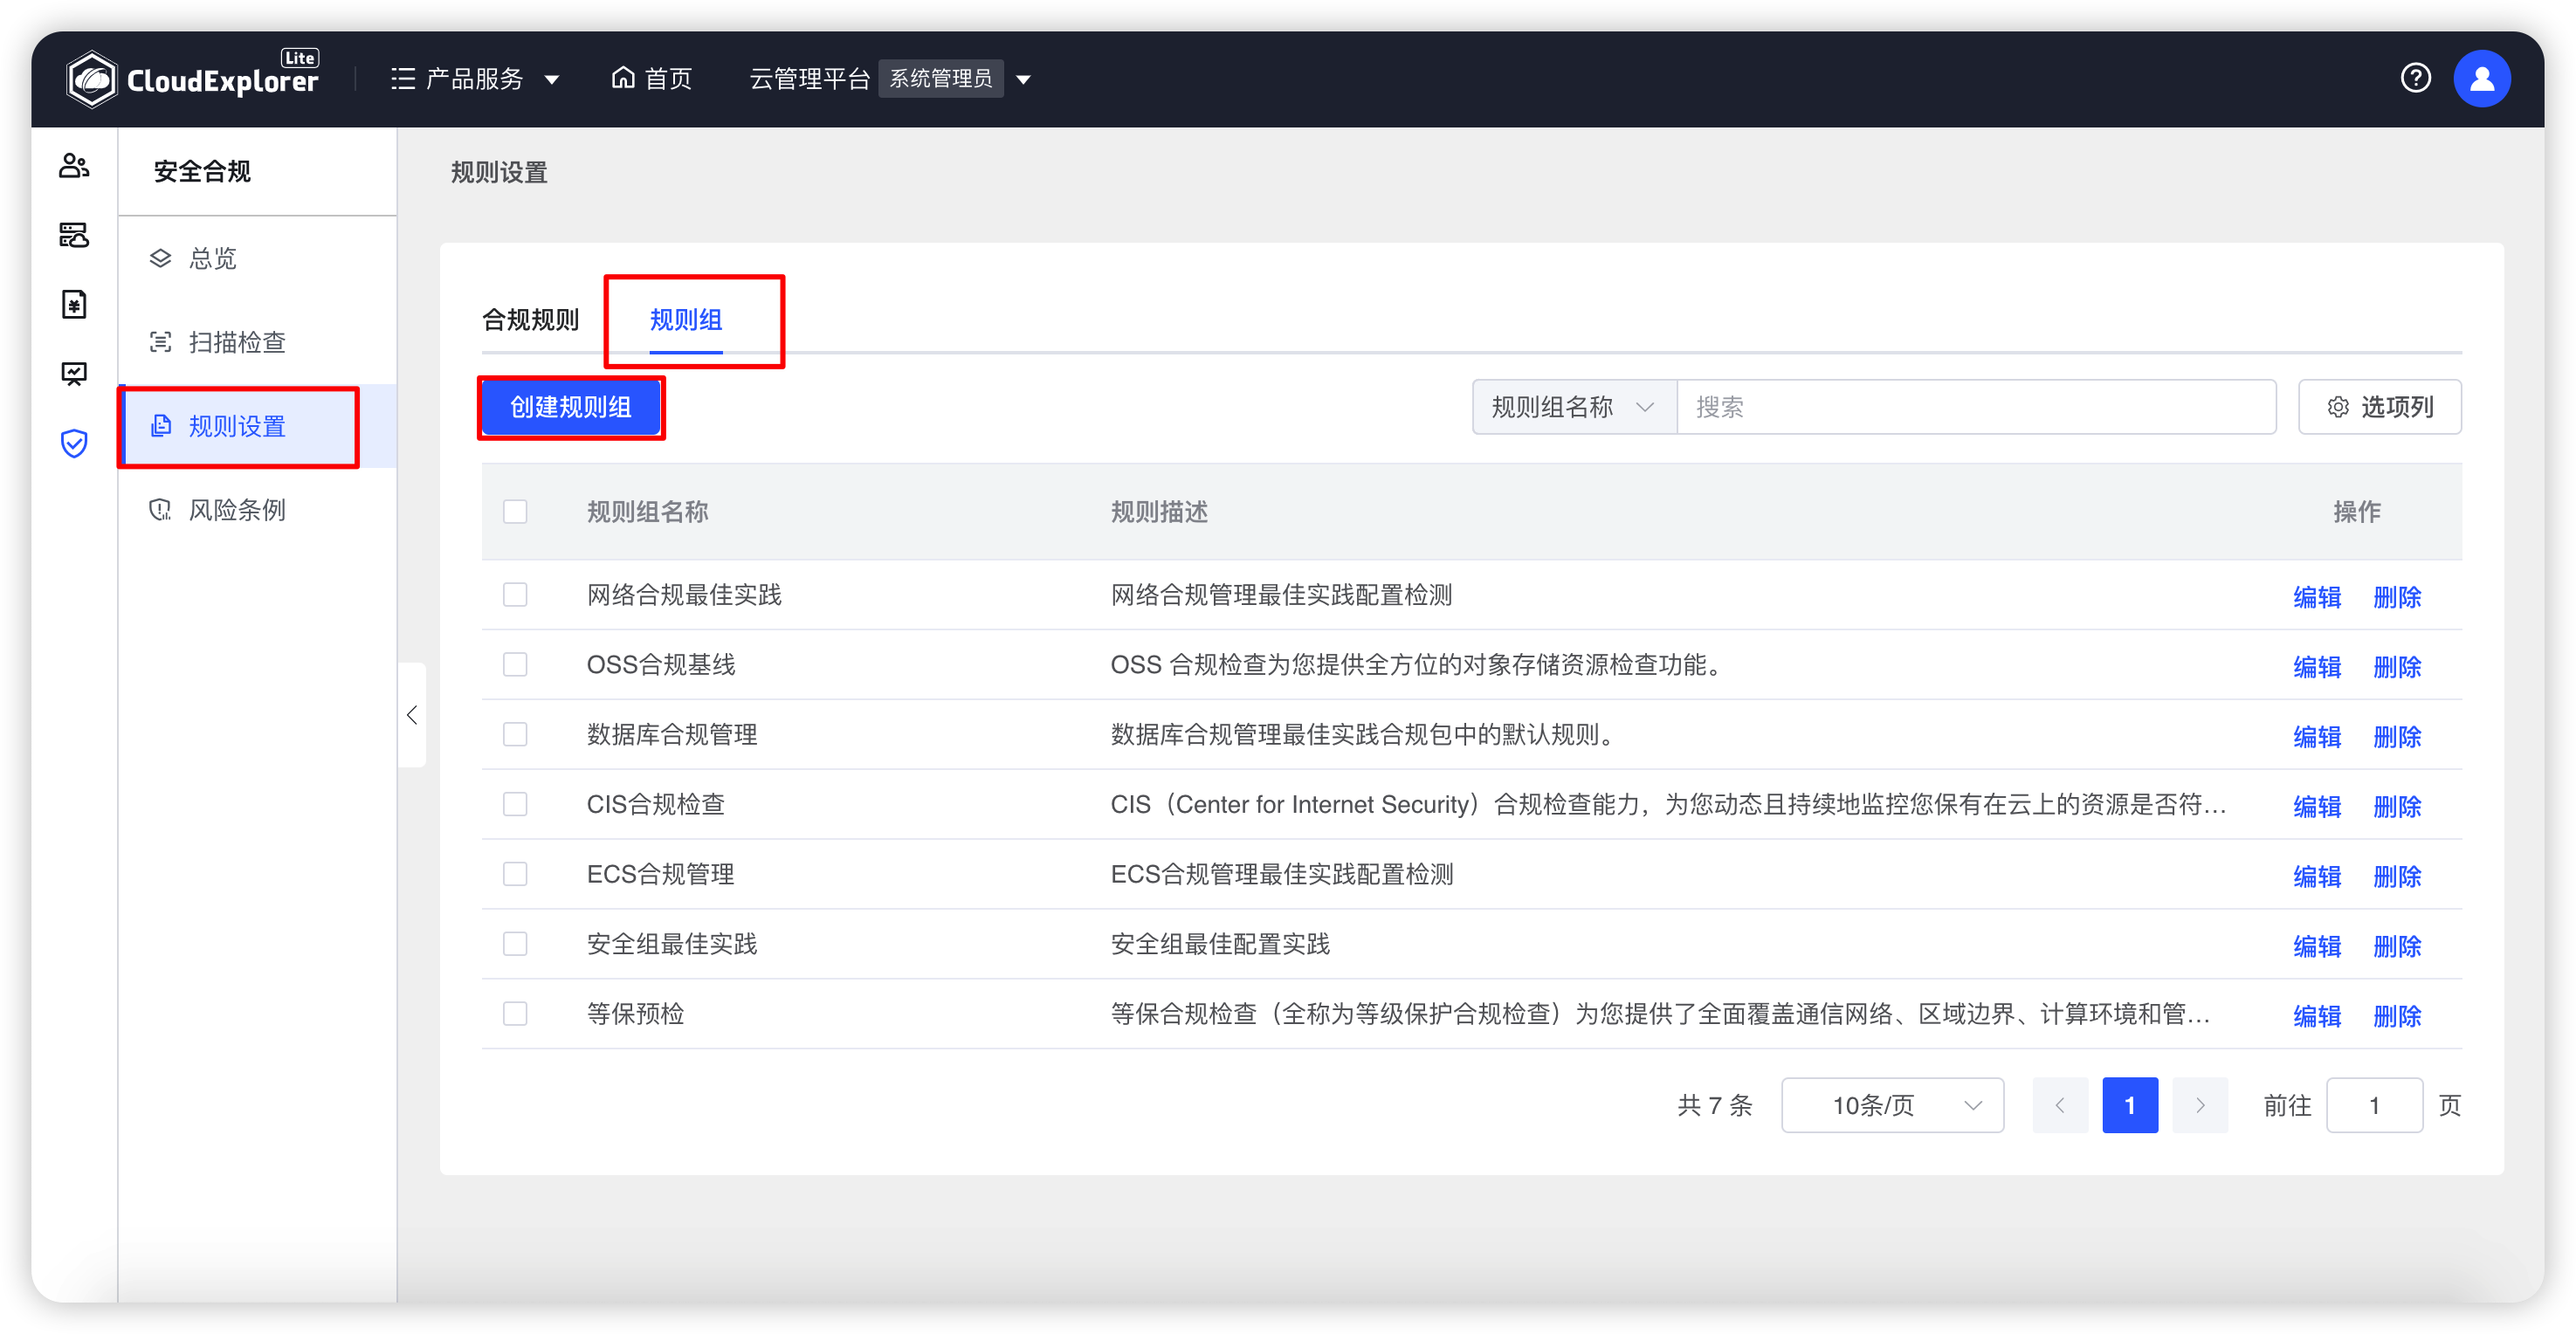 CloudExplorer Lite
产品服务
首页
云管理平台 系统管理员
安全合规
总览
扫描检查
规则设置
风险条例
规则设置
合规规则 规则组
创建规则组 规则组名称 搜索 选项列
规则组名称 规则描述 操作
网络合规最佳实践 网络合规管理最佳实践配置检测 编辑 删除
OSS合规基线 OSS 合规检查为您提供全方位的对象存储资源检查功能。 编辑 删除
数据库合规管理 数据库合规管理最佳实践合规包中的默认规则。 编辑 删除
CIS合规检查 CIS（Center for Internet Security）合规检查能力，为您动态且持续地监控您保有在云上的资源是否符... 编辑 删除
ECS合规管理 ECS合规管理最佳实践配置检测 编辑 删除
安全组最佳实践 安全组最佳配置实践 编辑 删除
等保预检 等保合规检查（全称为等级保护合规检查）为您提供了全面覆盖通信网络、区域边界、计算环境和管... 编辑 删除
共 7 条 10条/页 1 前往 1 页